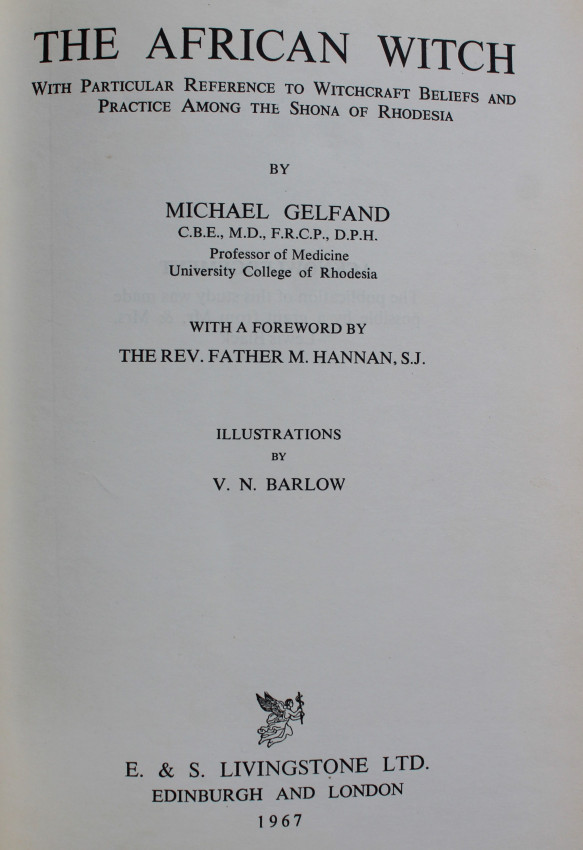 THE AFRICAN WITCH
WITH PARTICULAR REFERENCE TO WITCHCRAFT BELIEFS AND
PRACTICE AMONG THE SHONA OF RHODESIA
BY
MICHAEL GELFAND
C.B.E., M.D., F.R.C.P., D.P.H.
Professor of Medicine
University College of Rhodesia
WITH A FOREWORD BY
THE REV. FATHER M. HANNAN, S.J.
ILLUSTRATIONS
BY
V. N. BARLOW
E. & S. LIVINGSTONE LTD.
EDINBURGH AND LONDON
1967